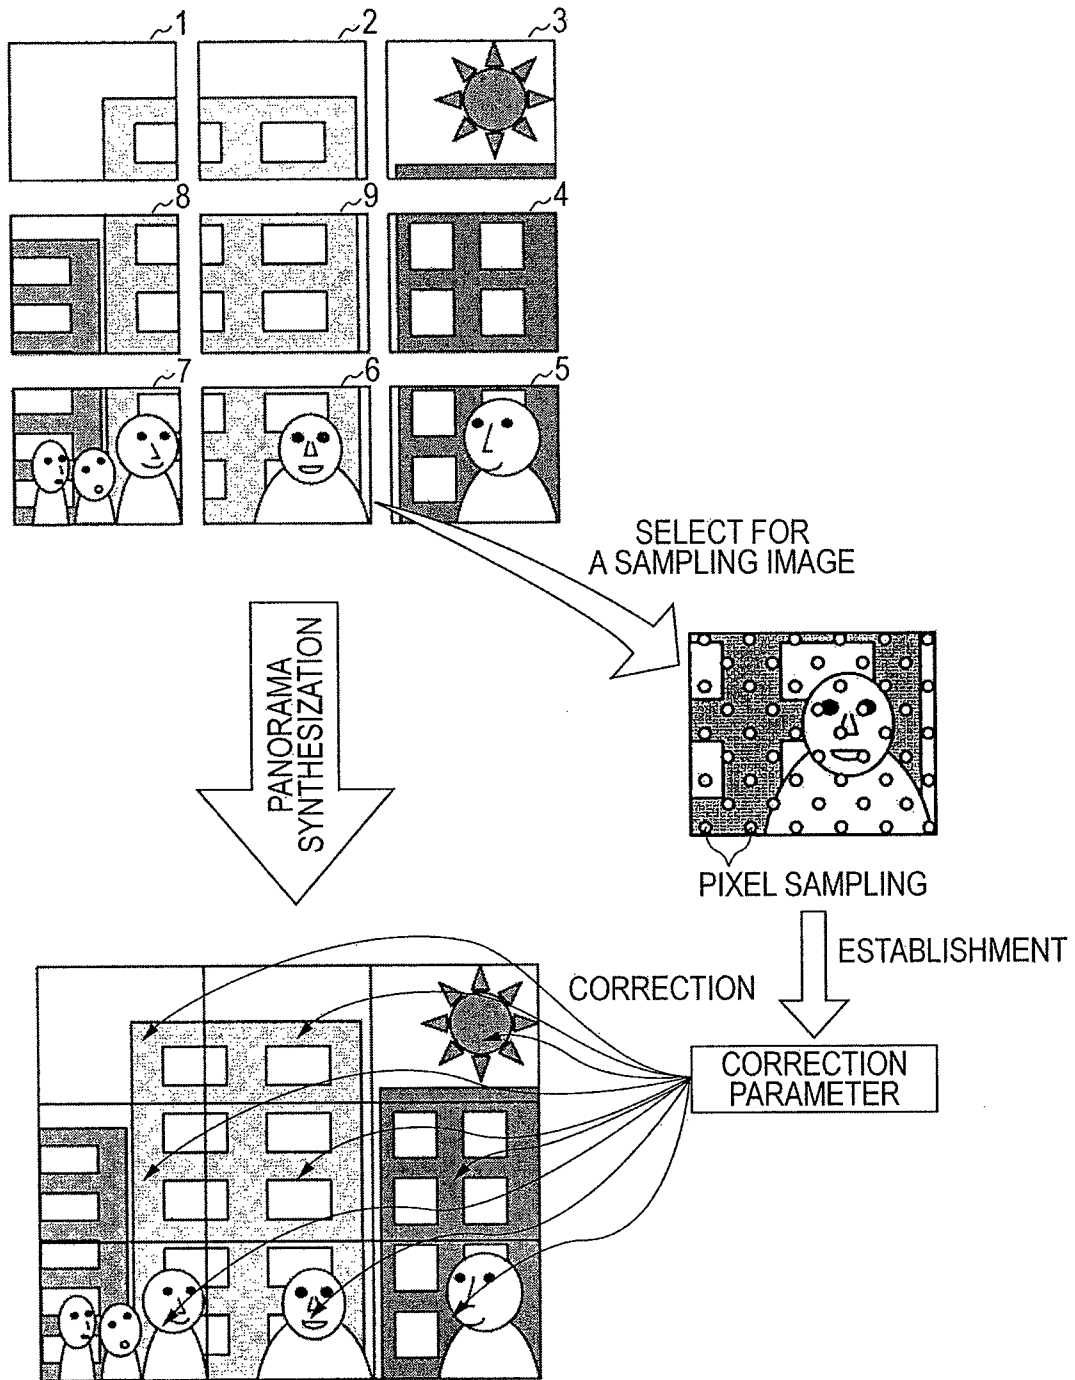 1
2
3
8
9
4
7
6
5
SELECT FOR
A SAMPLING IMAGE
PANORAMA
SYNTHESIZATION
PIXEL SAMPLING
ESTABLISHMENT
CORRECTION
CORRECTION
PARAMETER